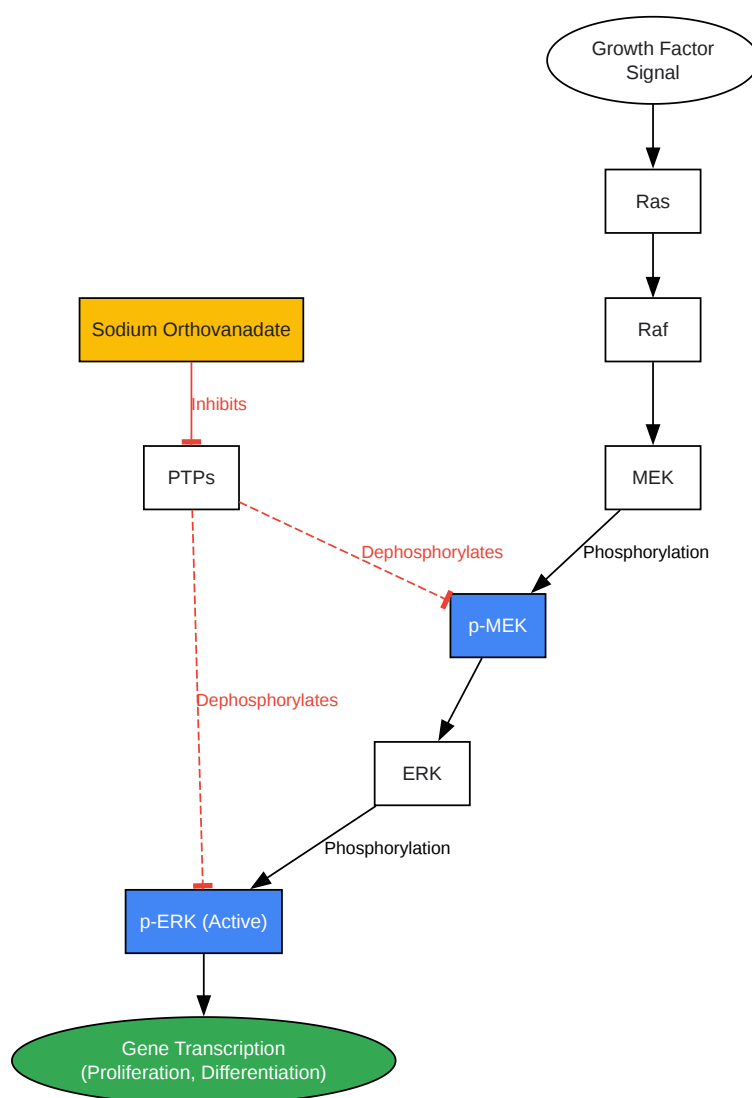 Growth Factor
Signal
Ras
Sodium Orthovanadate
Raf
Inhibits
PTPs
MEK
Dephosphorylates
Phosphorylation
p-MEK
Dephosphorylates
ERK
Phosphorylation
p-ERK (Active)
Gene Transcription
(Proliferation, Differentiation)